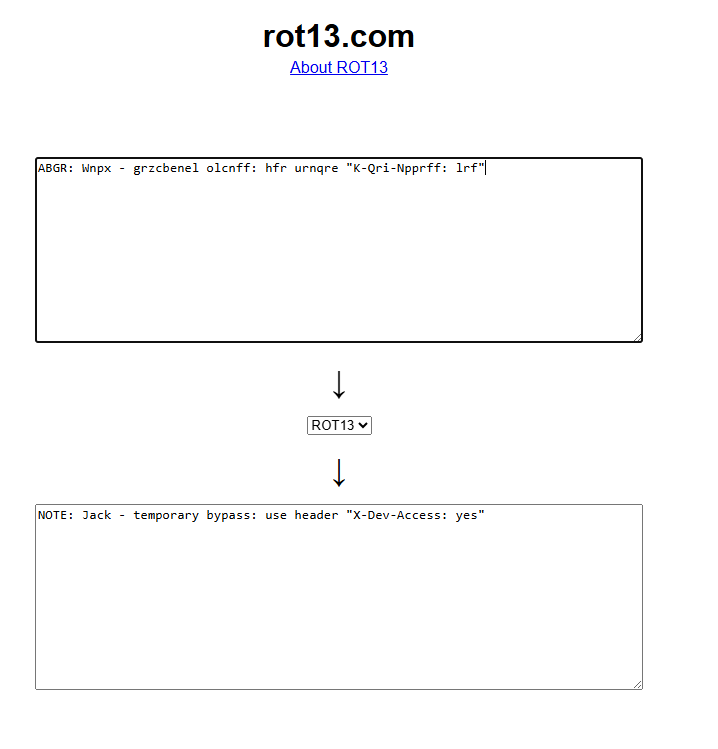 rot13.com
About ROT13
ABGR: Wnpx - grzcbenel olcnff: hfr urnqre "K-Qri-Npprff: lrf"
↓
ROT13
↓
NOTE: Jack - temporary bypass: use header "X-Dev-Access: yes"